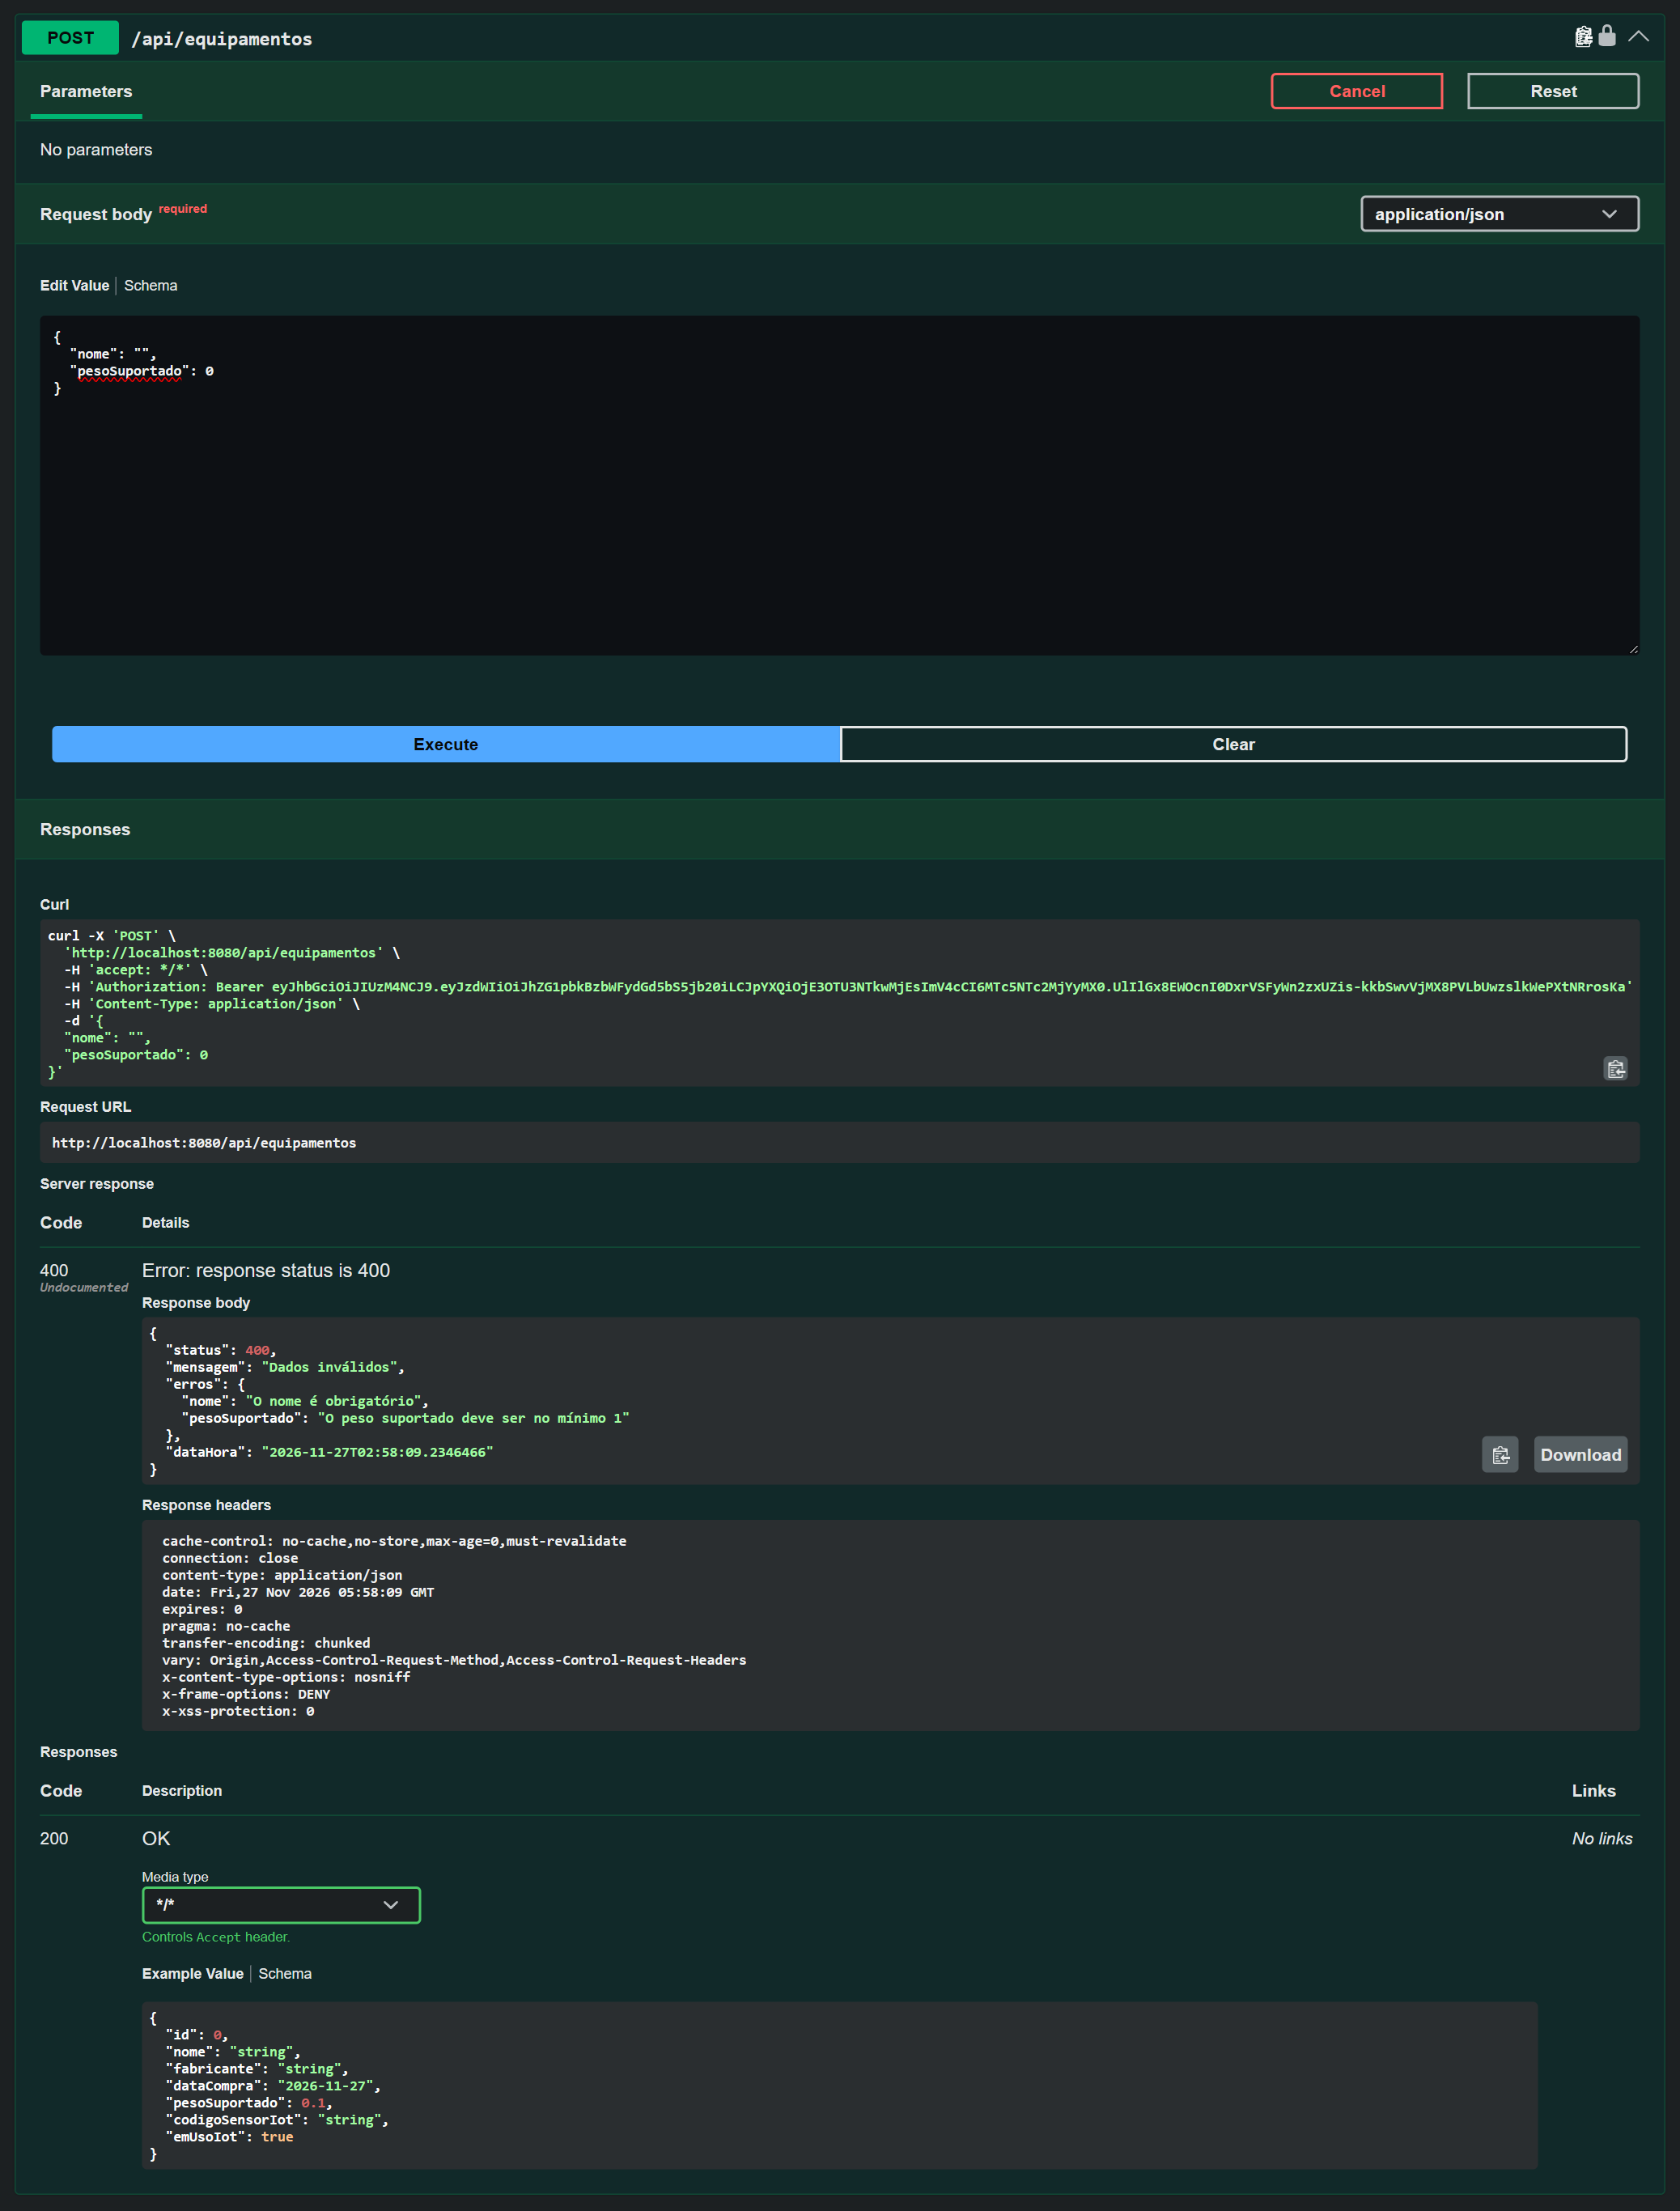 POST /api/equipamentos
Parameters
Cancel
Reset
No parameters
Request body required
application/json
Edit Value | Schema
{
  "nome": "",
  "pesoSuportado": 0
}
Execute
Clear
Responses
Curl
curl -X 'POST' \
  'http://localhost:8080/api/equipamentos' \
  -H 'accept: */*' \
  -H 'Authorization: Bearer eyJhbGciOiJIUzM4NCJ9.eyJzdWIiOiJhZG1pbkBzbWFydGd5bS5jb20iLCJpYXQiOjE3OTU3NTkwMjEsImV4cCI6MTc5NTc2MjYyMX0.UlIlGx8EWOcnI0DxrVSFyWn2zxUZis-kkbSwvVjMX8PVLbUwzslkWePXtNRrosKa'
  -H 'Content-Type: application/json' \
  -d '{
  "nome": "",
  "pesoSuportado": 0
}'
Request URL
http://localhost:8080/api/equipamentos
Server response
Code Details
400 Error: response status is 400
Undocumented
Response body
{
  "status": 400,
  "mensagem": "Dados inválidos",
  "erros": {
    "nome": "O nome é obrigatório",
    "pesoSuportado": "O peso suportado deve ser no mínimo 1"
  },
  "dataHora": "2026-11-27T02:58:09.2346466"
}
Download
Response headers
cache-control: no-cache,no-store,max-age=0,must-revalidate
connection: close
content-type: application/json
date: Fri,27 Nov 2026 05:58:09 GMT
expires: 0
pragma: no-cache
transfer-encoding: chunked
vary: Origin,Access-Control-Request-Method,Access-Control-Request-Headers
x-content-type-options: nosniff
x-frame-options: DENY
x-xss-protection: 0
Responses
Code Description Links
200 OK No links
Media type
*/*
Controls Accept header.
Example Value | Schema
{
  "id": 0,
  "nome": "string",
  "fabricante": "string",
  "dataCompra": "2026-11-27",
  "pesoSuportado": 0.1,
  "codigoSensorIot": "string",
  "emUsoIot": true
}